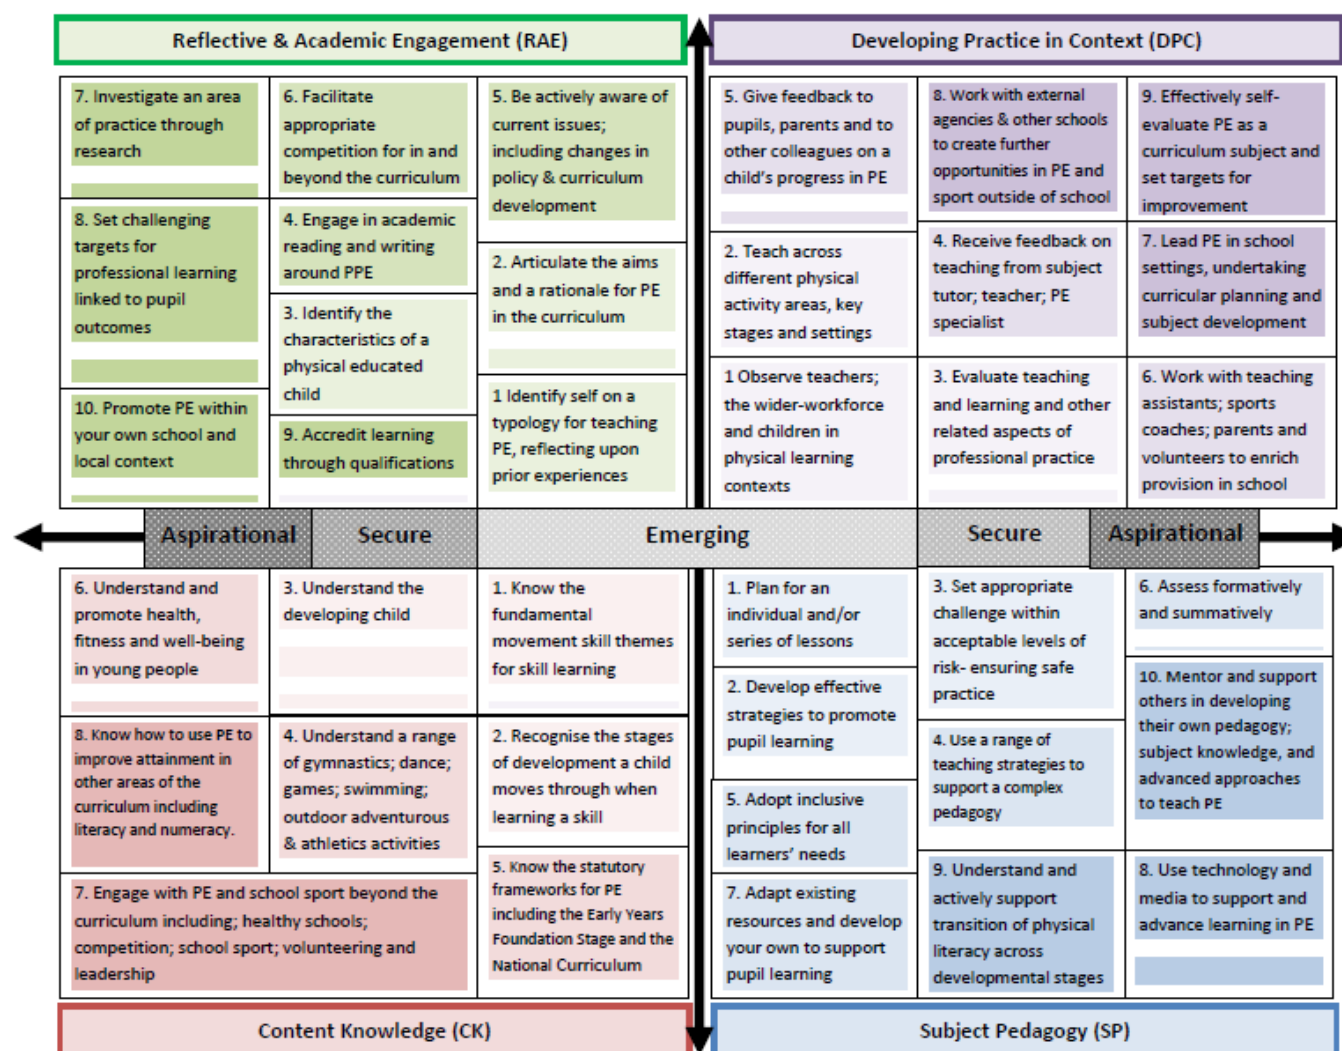 Reflective & Academic Engagement (RAE)
7. Investigate an area
of practice through
research
8. Set challenging
targets for
professional learning
linked to pupil
outcomes
10. Promote PE within
your own school and
local context
6. Facilitate
appropriate
competition for in and
beyond the curriculum
4. Engage in academic
reading and writing
around PPE
3. Identify the
characteristics of a
physical educated
child
9. Accredit learning
through qualifications
5. Be actively aware of
current issues;
including changes in
policy & curriculum
development
2. Articulate the aims
and a rationale for PE
in the curriculum
1 Identify self on a
typology for teaching
PE, reflecting upon
prior experiences
Developing Practice in Context (DPC)
5. Give feedback to
pupils, parents and to
other colleagues on a
child's progress in PE
2. Teach across
different physical
activity areas, key
stages and settings
1 Observe teachers;
the wider-workforce
and children in
physical learning
contexts
8. Work with external
agencies & other schools
to create further
opportunities in PE and
sport outside of school
4. Receive feedback on
teaching from subject
tutor; teacher; PE
specialist
3. Evaluate teaching
and learning and other
related aspects of
professional practice
9. Effectively self-
evaluate PE as a
curriculum subject and
set targets for
improvement
7. Lead PE in school
settings, undertaking
curricular planning and
subject development
6. Work with teaching
assistants; sports
coaches; parents and
volunteers to enrich
provision in school
Aspirational
Secure
Emerging
Secure
Aspirational
6. Understand and
promote health,
fitness and well-being
in young people
8. Know how to use PE to
improve attainment in
other areas of the
curriculum including
literacy and numeracy.
3. Understand the
developing child
4. Understand a range
of gymnastics; dance;
games; swimming;
outdoor adventurous
& athletics activities
7. Engage with PE and school sport beyond the
curriculum including; healthy schools;
competition; school sport; volunteering and
leadership
1. Know the
fundamental
movement skill themes
for skill learning
2. Recognise the stages
of development a child
moves through when
learning a skill
5. Know the statutory
frameworks for PE
including the Early Years
Foundation Stage and the
National Curriculum
Content Knowledge (CK)
1. Plan for an
individual and/or
series of lessons
2. Develop effective
strategies to promote
pupil learning
5. Adopt inclusive
principles for all
learners' needs
7. Adapt existing
resources and develop
your own to support
pupil learning
3. Set appropriate
challenge within
acceptable levels of
risk- ensuring safe
practice
4. Use a range of
teaching strategies to
support a complex
pedagogy
9. Understand and
actively support
transition of physical
literacy across
developmental stages
6. Assess formatively
and summatively
10. Mentor and support
others in developing
their own pedagogy;
subject knowledge, and
advanced approaches
to teach PE
8. Use technology and
media to support and
advance learning in PE
Subject Pedagogy (SP)